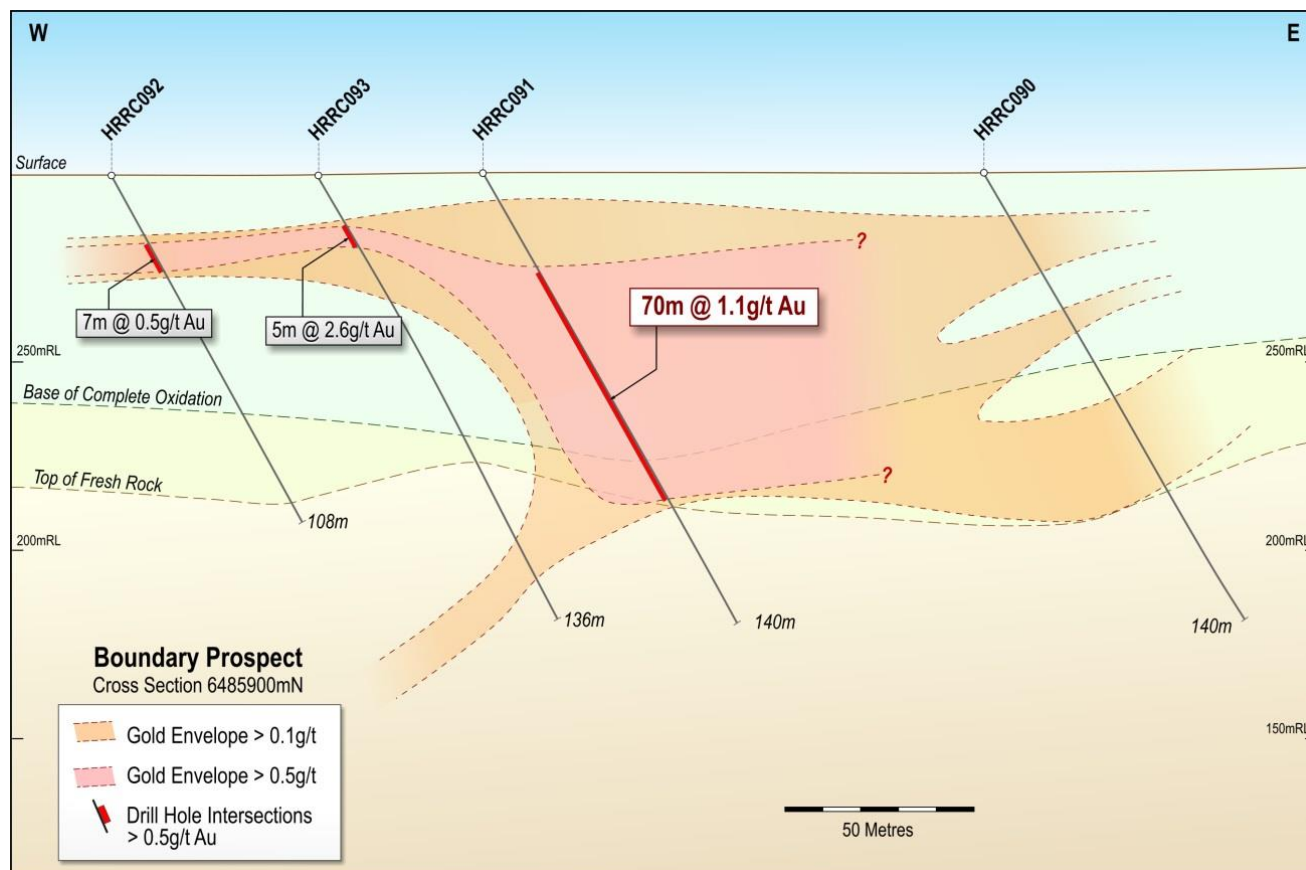 W
E
HRRC092
HRRC093
HRRC091
HRRC090
Surface
?
70m @ 1.1g/t Au
7m @ 0.5g/t Au
5m @ 2.6g/t Au
250mRL
250mRL
Base of Complete Oxidation
Top of Fresh Rock
?
108m
200mRL
200mRL
136m
140m
140m
Boundary Prospect
Cross Section 6485900mN
150mRL
Gold Envelope > 0.1g/t
Gold Envelope > 0.5g/t
Drill Hole Intersections
> 0.5g/t Au
50 Metres